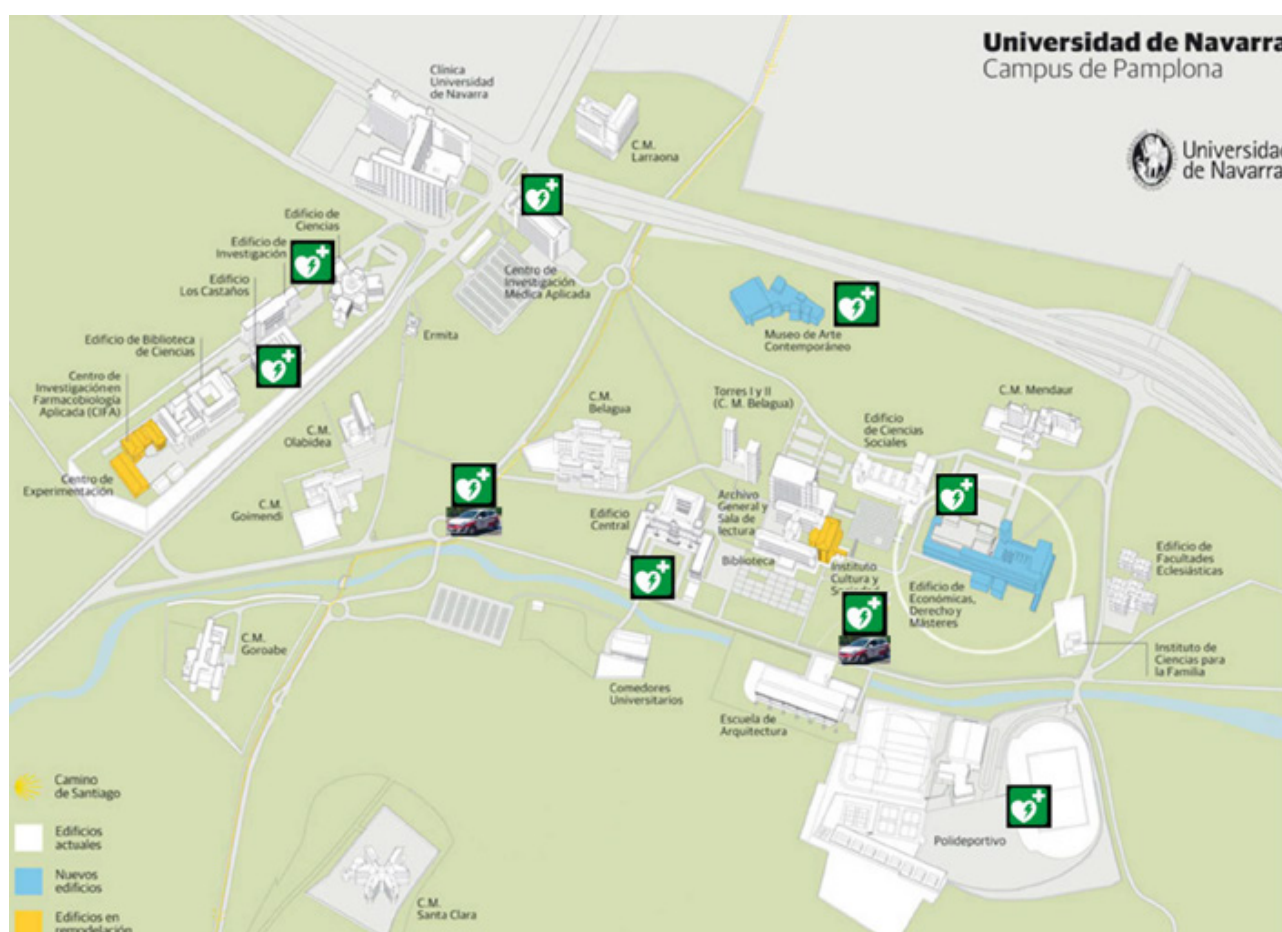 Universidad de Navarra
Campus de Pamplona
Universidad
de Navarra
Clínica
Universidad
de Navarra
C.M.
Larraona
Edificio de
Ciencias
Edificio de
Investigación
Edificio
Los Castaños
Edificio de Biblioteca
de Ciencias
Centro de
Investigación en
Farmacobiología
Aplicada (CIFA)
Centro de
Experimentación
Centro de
Investigación
Médica Aplicada
Ermita
C.M.
Olabidea
C.M.
Goimendi
Museo de Arte
Contemporáneo
C.M.
Belagua
Torres I y II
(C. M. Belagua)
Edificio
de Ciencias
Sociales
C.M. Mendaur
Edificio
Central
Archivo
General y
Sala de
lectura
Biblioteca
Instituto
Cultura y
Edificio de
Económicas,
Derecho y
Másteres
Edificio de
Facultades
Eclesiásticas
Instituto de
Ciencias para
la Familia
C.M.
Goroabe
Comedores
Universitarios
Escuela de
Arquitectura
Polideportivo
C.M.
Santa Clara
Camino
de Santiago
Edificios
actuales
Nuevos
edificios
Edificios en
remodelación